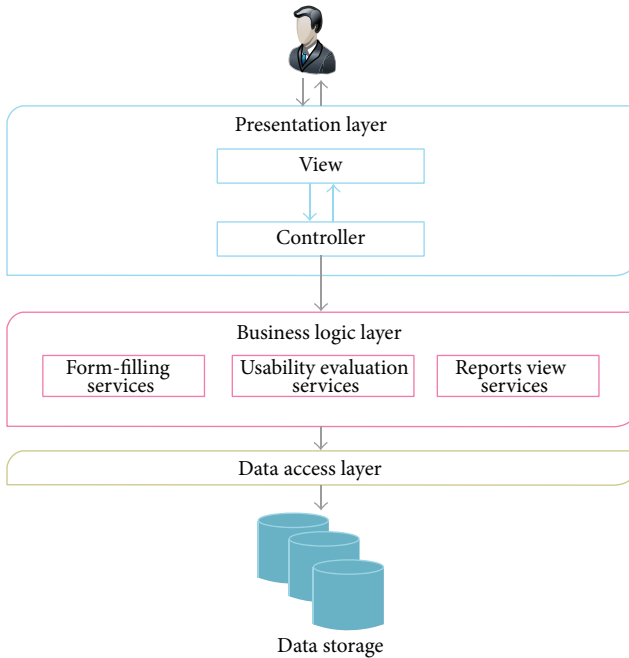 Presentation layer
View
Controller
Business logic layer
Form-filling
services
Usability evaluation
services
Reports view
services
Data access layer
Data storage